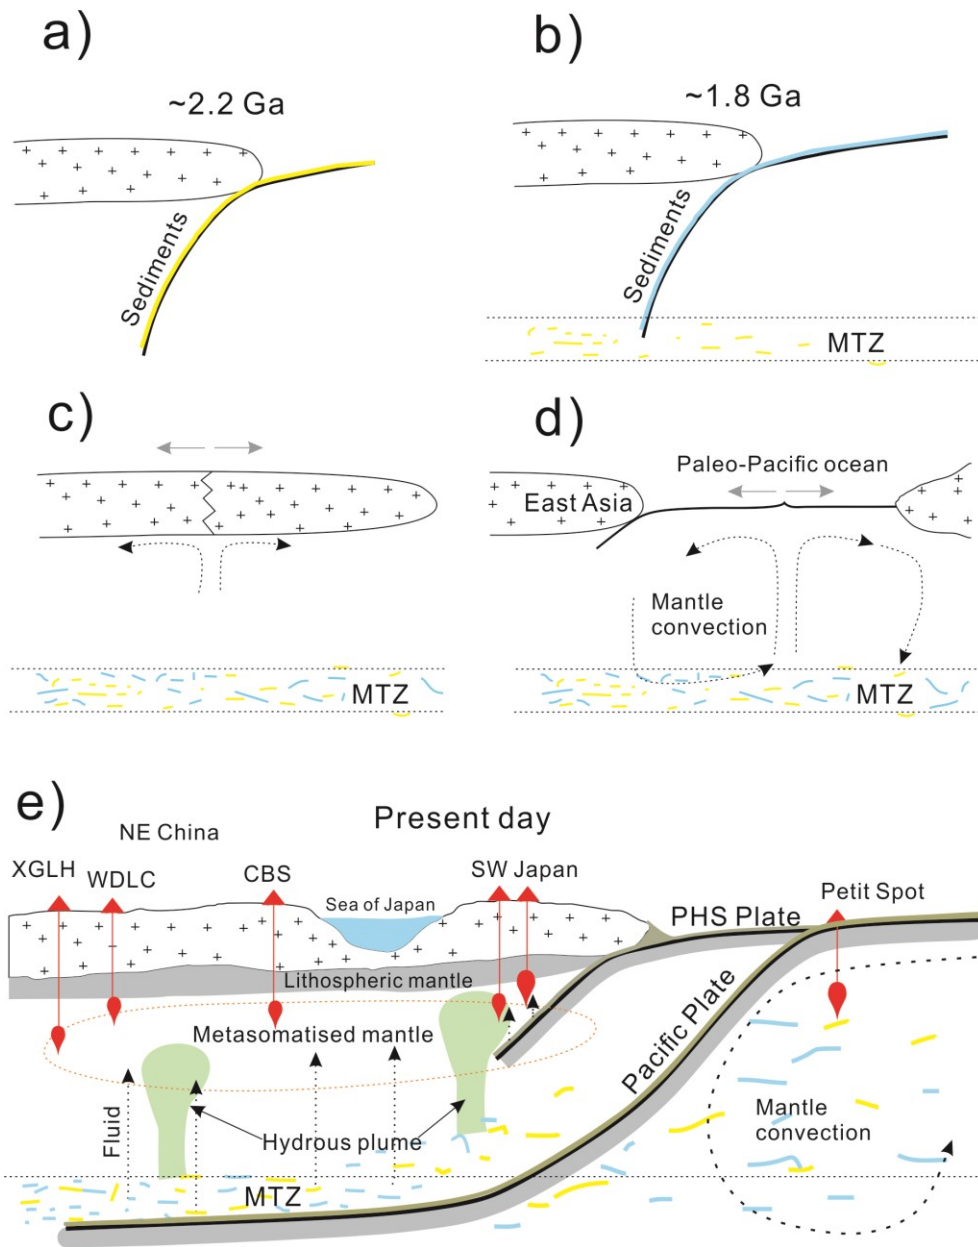 a)
~2.2 Ga
Sediments
b)
~1.8 Ga
Sediments
MTZ
c)
MTZ
d)
Paleo-Pacific ocean
East Asia
Mantle
convection
MTZ
e)
Present day
NE China
XGLH
WDLC
CBS
Sea of Japan
SW Japan
Petit Spot
PHS Plate
Lithospheric mantle
Metasomatised mantle
Pacific Plate
Fluid
Hydrous plume
Mantle
convection
MTZ